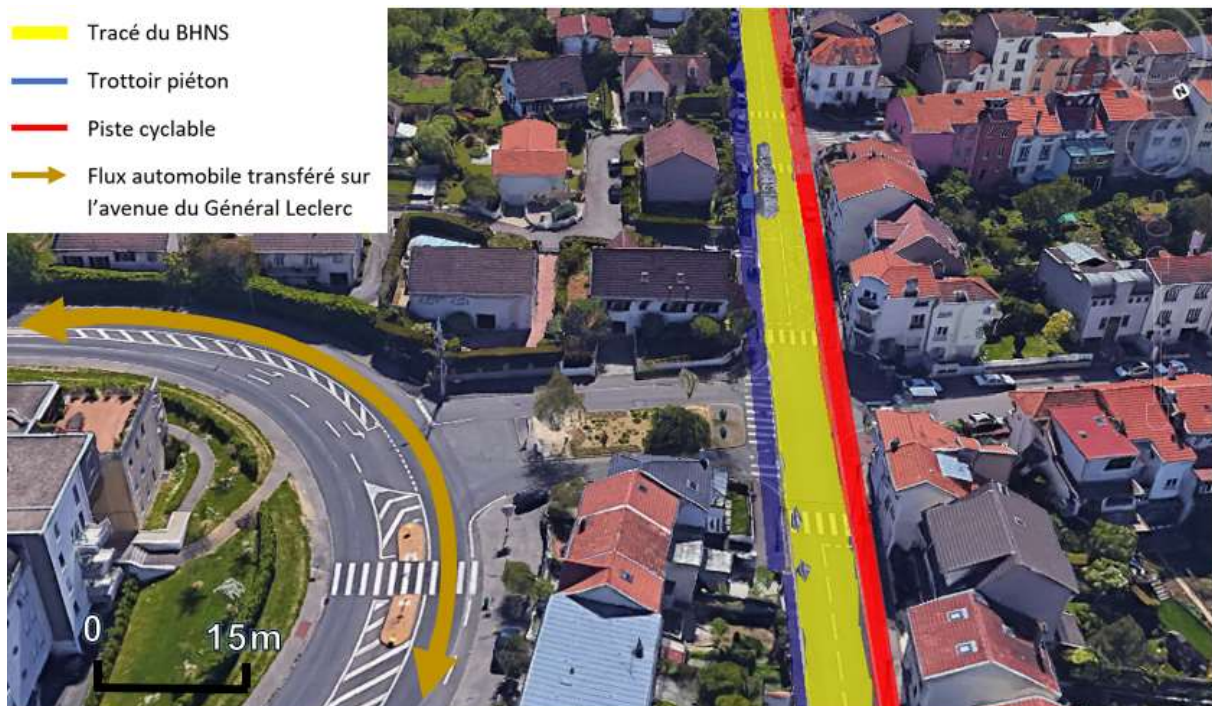 Tracé du BHNS
Trottoir piéton
Piste cyclable
Flux automobile transféré sur
l'avenue du Général Leclerc
N
0
15m